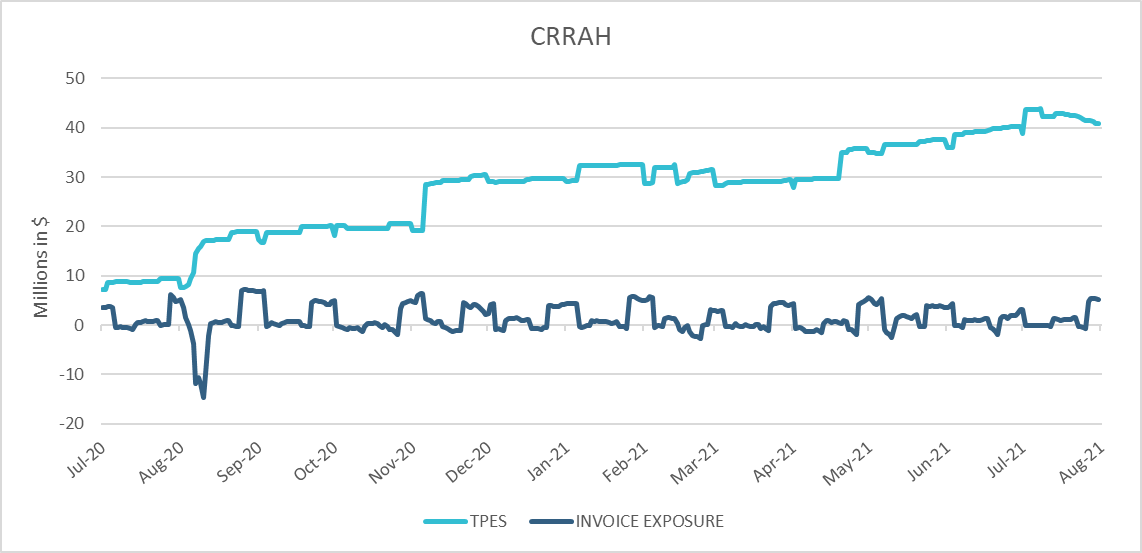 CRRAH
50
40
30
20
10
0
-10
-20
Millions in $
Jul-20
Aug-20
Sep-20
Oct-20
Nov-20
Dec-20
Jan-21
Feb-21
Mar-21
Apr-21
May-21
Jun-21
Jul-21
Aug-21
TPES
INVOICE EXPOSURE